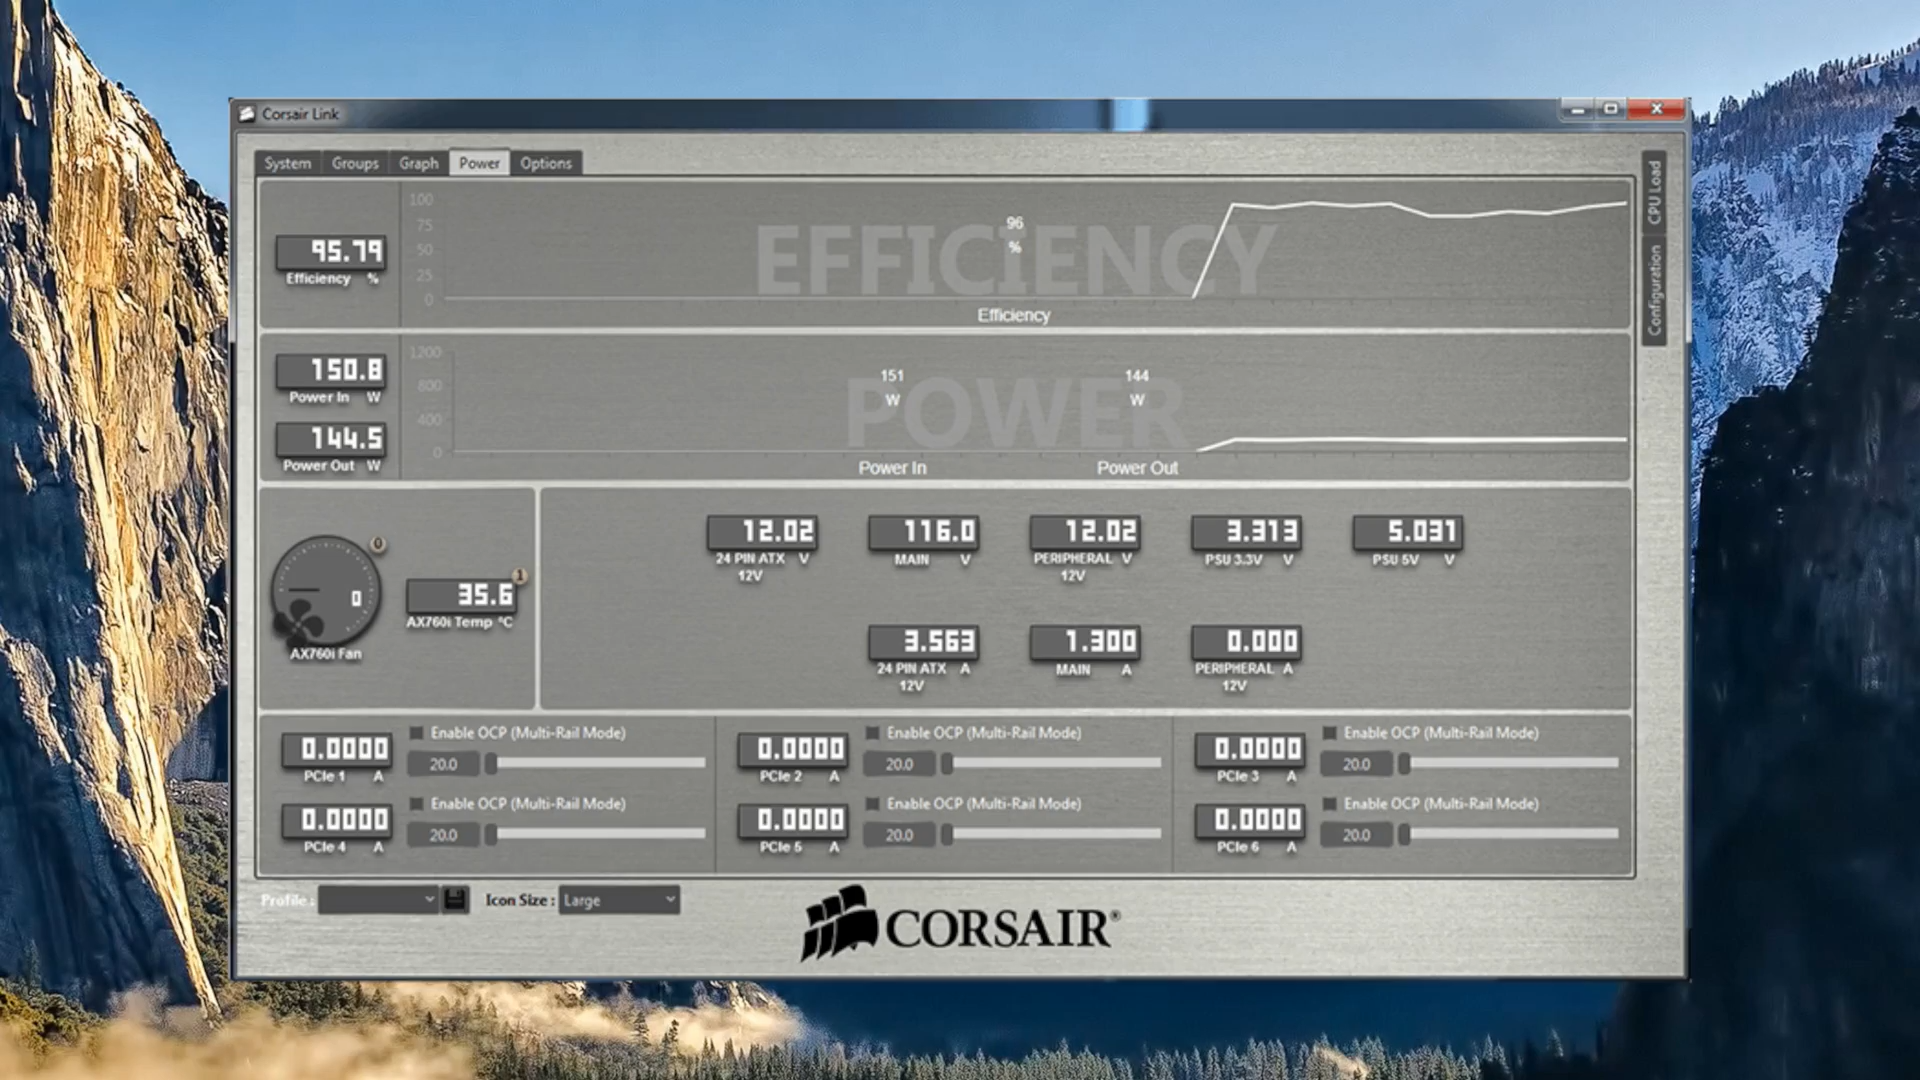 Corsair Link
System Groups Graph Power Options
CPU Load
Configuration
100
75
50
25
0
95.79
Efficiency %
EFFICIENCY
96
%
Efficiency
1200
800
400
0
150.8
Power In W
144.5
Power Out W
POWER
151
W
144
W
Power In
Power Out
0
0
AX760i Fan
1
35.6
AX760i Temp °C
12.02
24 PIN ATX V
12V
116.0
MAIN V
12.02
PERIPHERAL V
12V
3.313
PSU 3.3V V
5.031
PSU 5V V
3.563
24 PIN ATX A
12V
1.300
MAIN A
0.000
PERIPHERAL A
12V
0.0000
PCIe 1 A
Enable OCP (Multi-Rail Mode)
20.0
0.0000
PCIe 2 A
Enable OCP (Multi-Rail Mode)
20.0
0.0000
PCIe 3 A
Enable OCP (Multi-Rail Mode)
20.0
0.0000
PCIe 4 A
Enable OCP (Multi-Rail Mode)
20.0
0.0000
PCIe 5 A
Enable OCP (Multi-Rail Mode)
20.0
0.0000
PCIe 6 A
Enable OCP (Multi-Rail Mode)
20.0
Profile :
Icon Size : Large
CORSAIR®